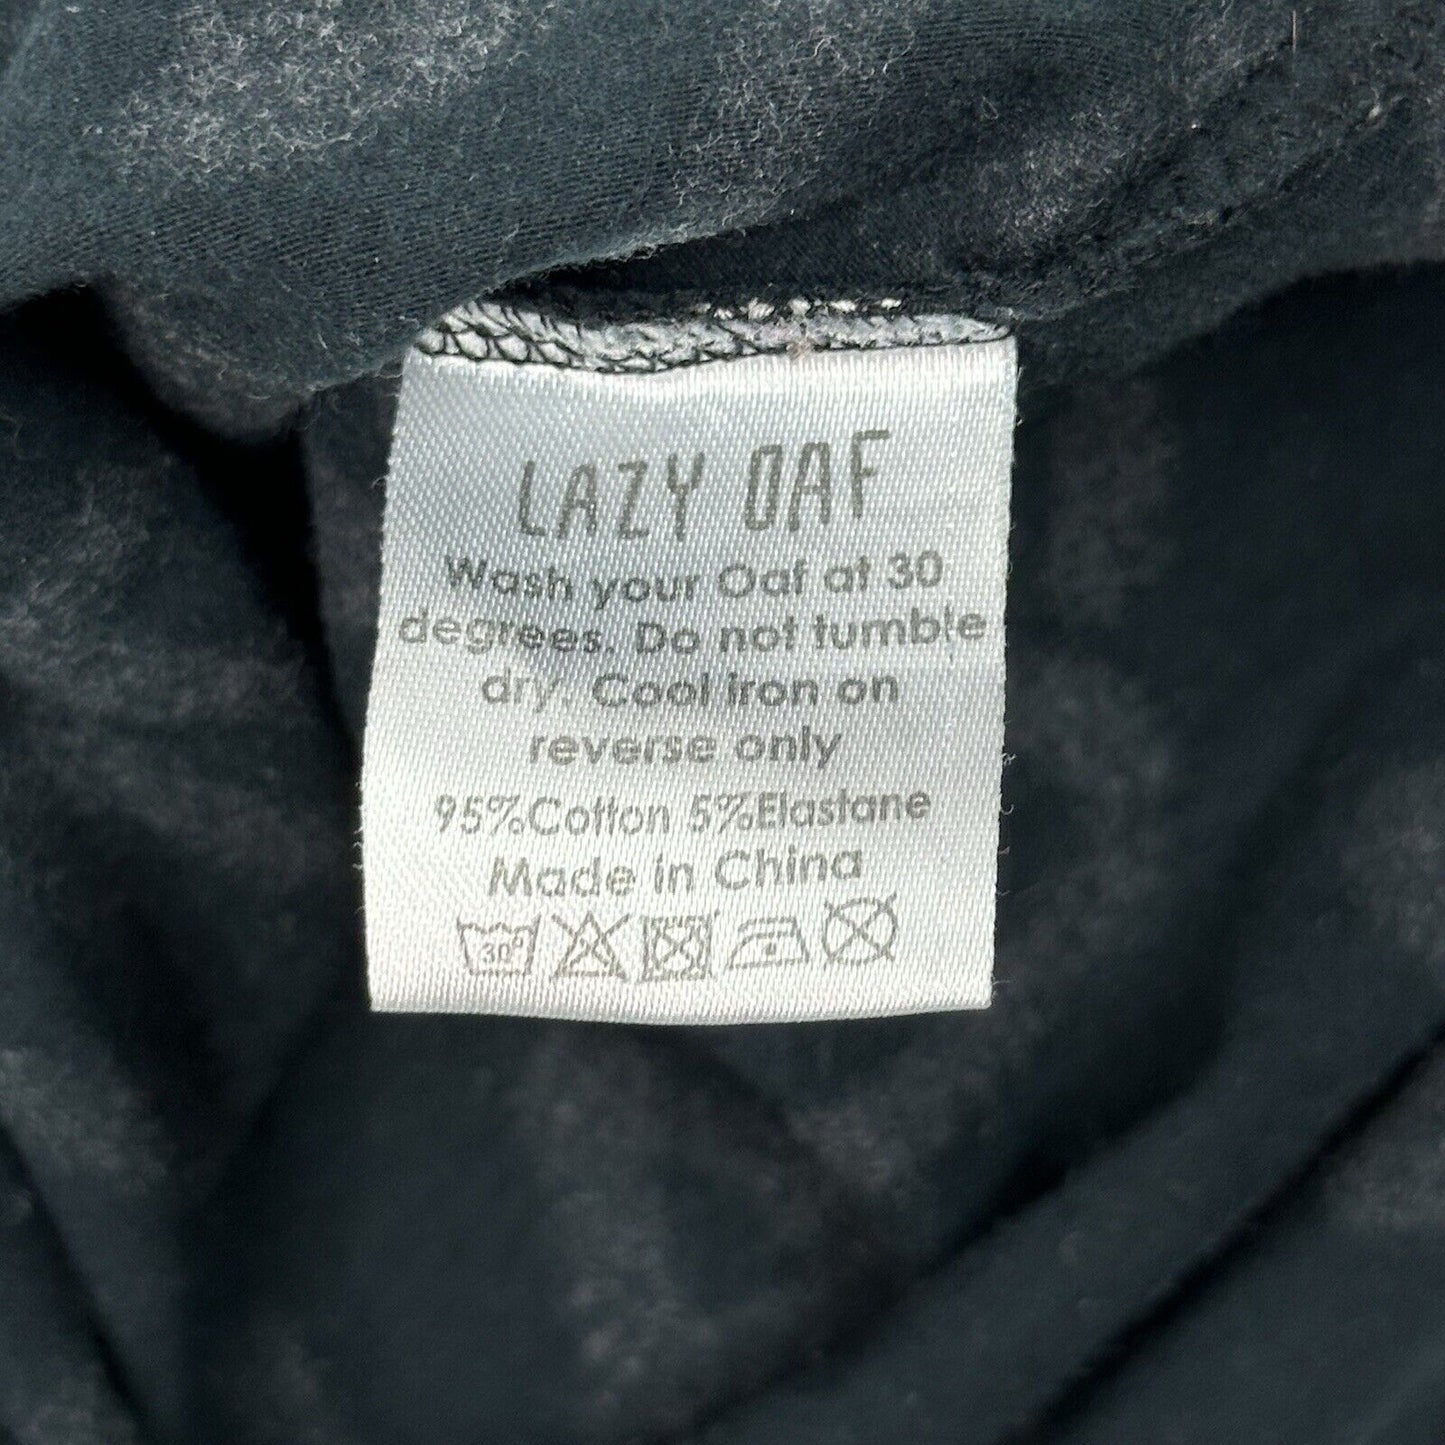 LAZY OAF
Wash your Oaf at 30
degrees. Do not tumble
dry. Cool iron on
reverse only
95%Cotton 5%Elastane
Made in China
30°